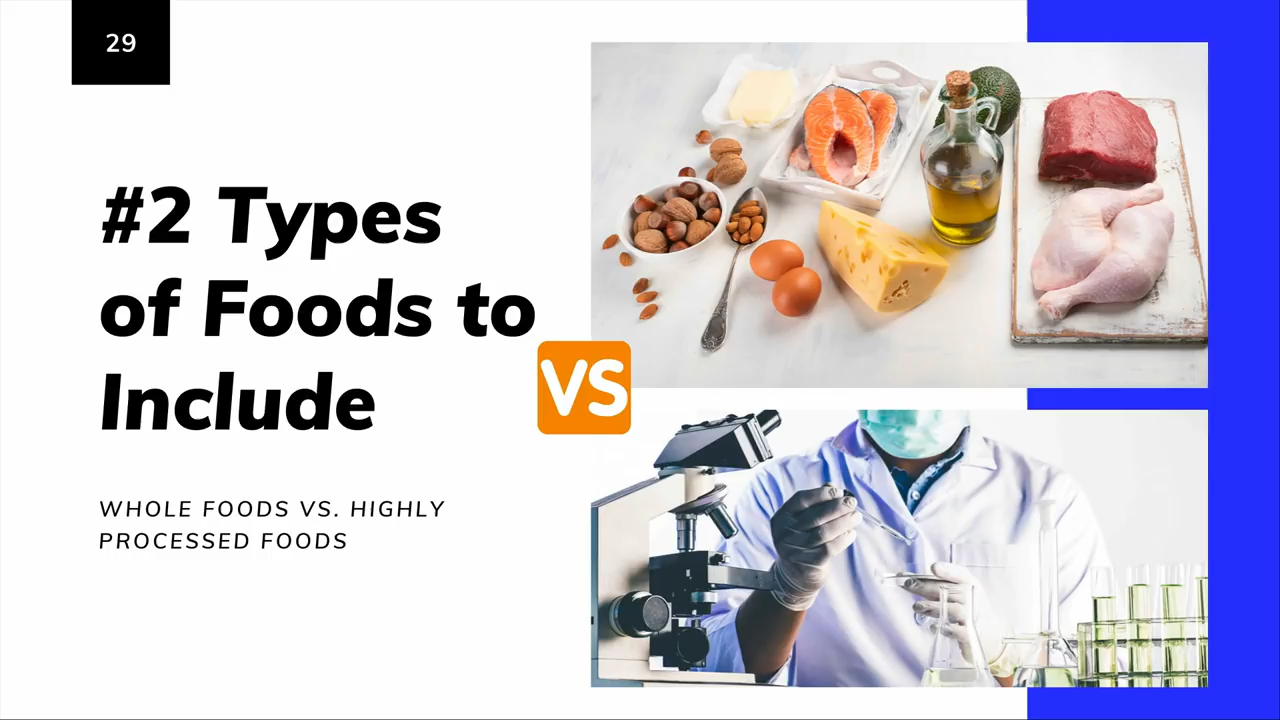 29
#2 Types
of Foods to
Include
VS
WHOLE FOODS VS. HIGHLY
PROCESSED FOODS